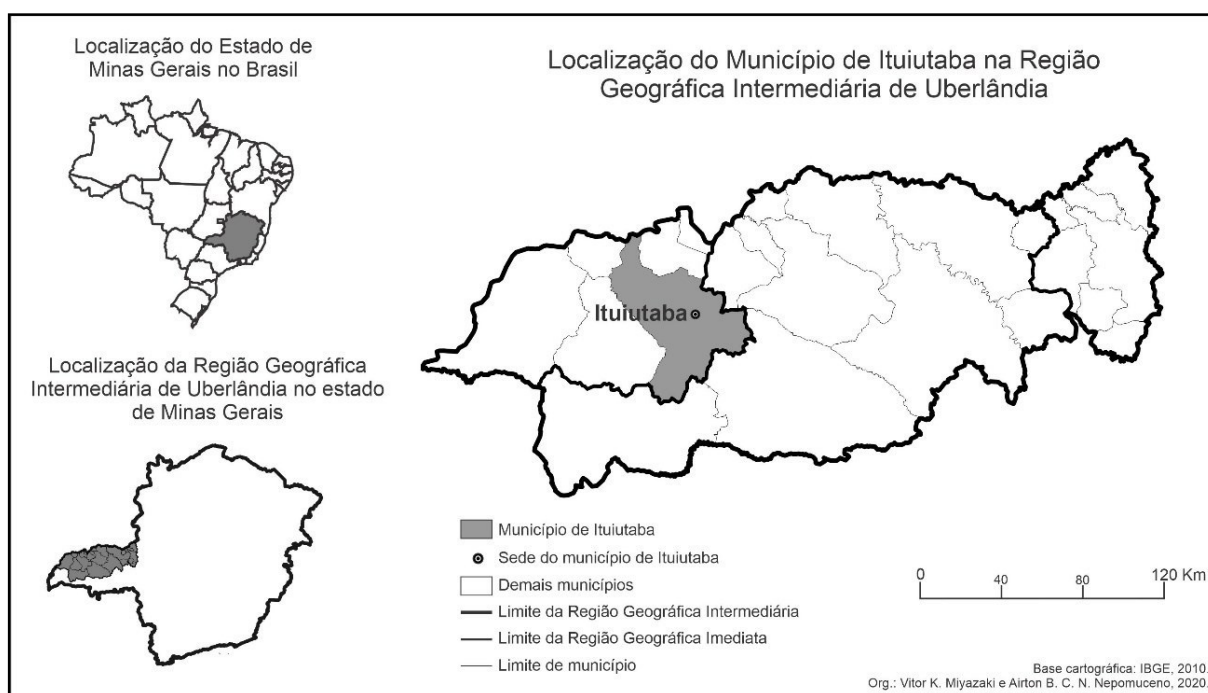 Localização do Estado de
Minas Gerais no Brasil
Localização da Região Geográfica
Intermediária de Uberlândia no estado
de Minas Gerais
Localização do Município de Ituiutaba na Região
Geográfica Intermediária de Uberlândia
Ituiutaba
Município de Ituiutaba
Sede do município de Ituiutaba
Demais municípios
Limite da Região Geográfica Intermediária
Limite da Região Geográfica Imediata
Limite de município
0 40 80 120 Km
Base cartográfica: IBGE, 2010.
Org.: Vitor K. Miyazaki e Airton B. C. N. Nepomuceno, 2020.